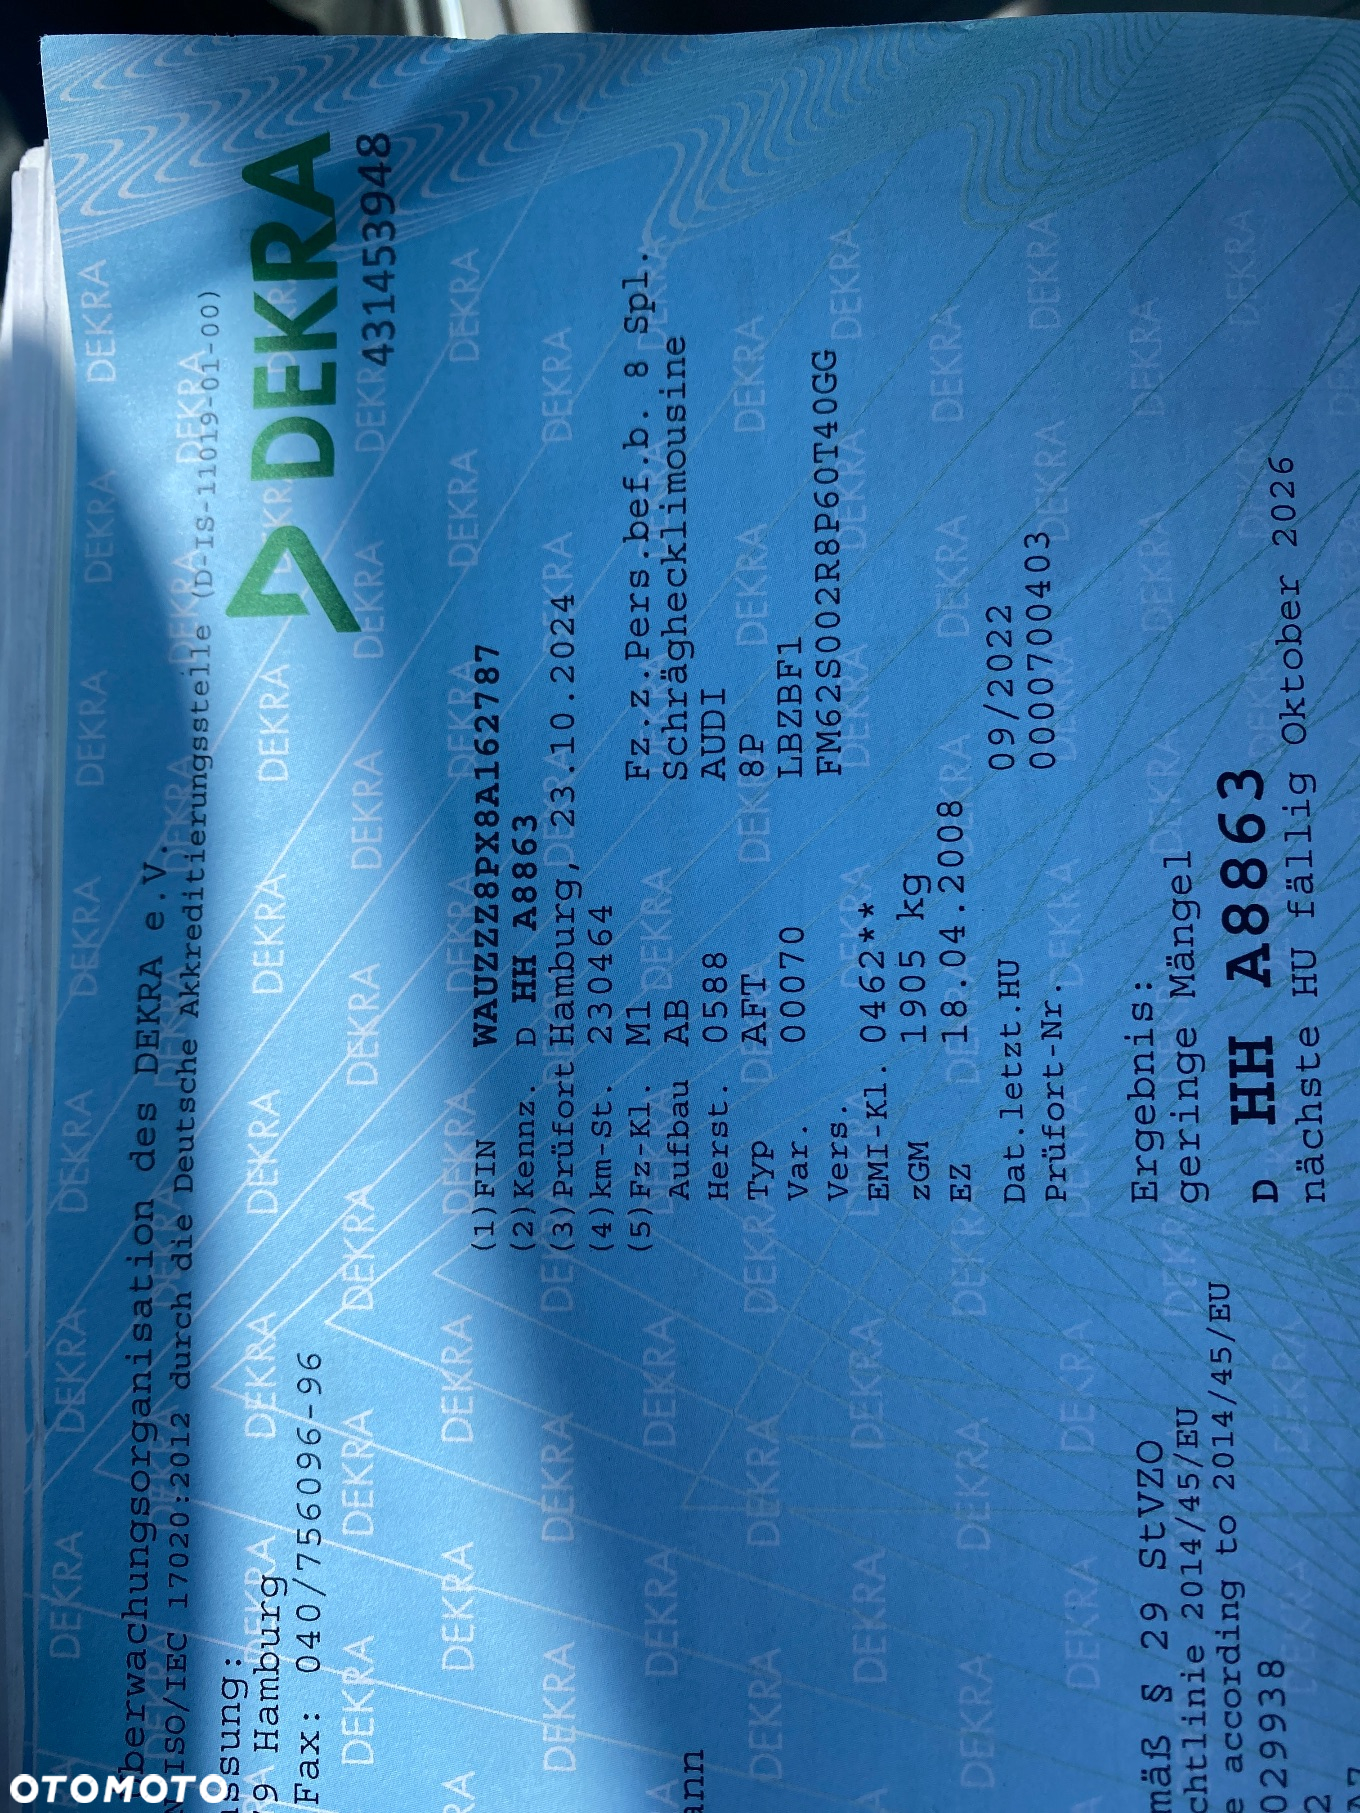 berwachungsorganisation des DEKRA e.V.
ISO/IEC 17020:2012 durch die Deutsche Akkreditierungsstelle (D-IS-11019-01-00)
DEKRA
4314539​48
ssung:
9 Hamburg
Fax: 040/756096-96
(1)FIN WAUZZZ8PX8A162787
(2)Kennz. D HH A8863
(3)Prüfort Hamburg, 23.10.2024
(4)km-St. 230464
(5)Fz-Kl. M1 Fz.z.Pers.bef.b. 8 Spl.
Aufbau AB Schräghecklimousine
Herst. 0588 AUDI
Typ AFT 8P
Var. 00070 LBZBF1
Vers. FM62S002R8P60T40GG
EMI-Kl. 0462**
zGM 1905 kg
EZ 18.04.2008
Dat.letzt.HU 09/2022
Prüfort-Nr. 0000700403
ann
Ergebnis:
geringe Mängel
D HH A8863
nächste HU fällig Oktober 2026
mäß § 29 StVZO
chtlinie 2014/45/EU
e according to 2014/45/EU
0299938
2
OTOMOTO